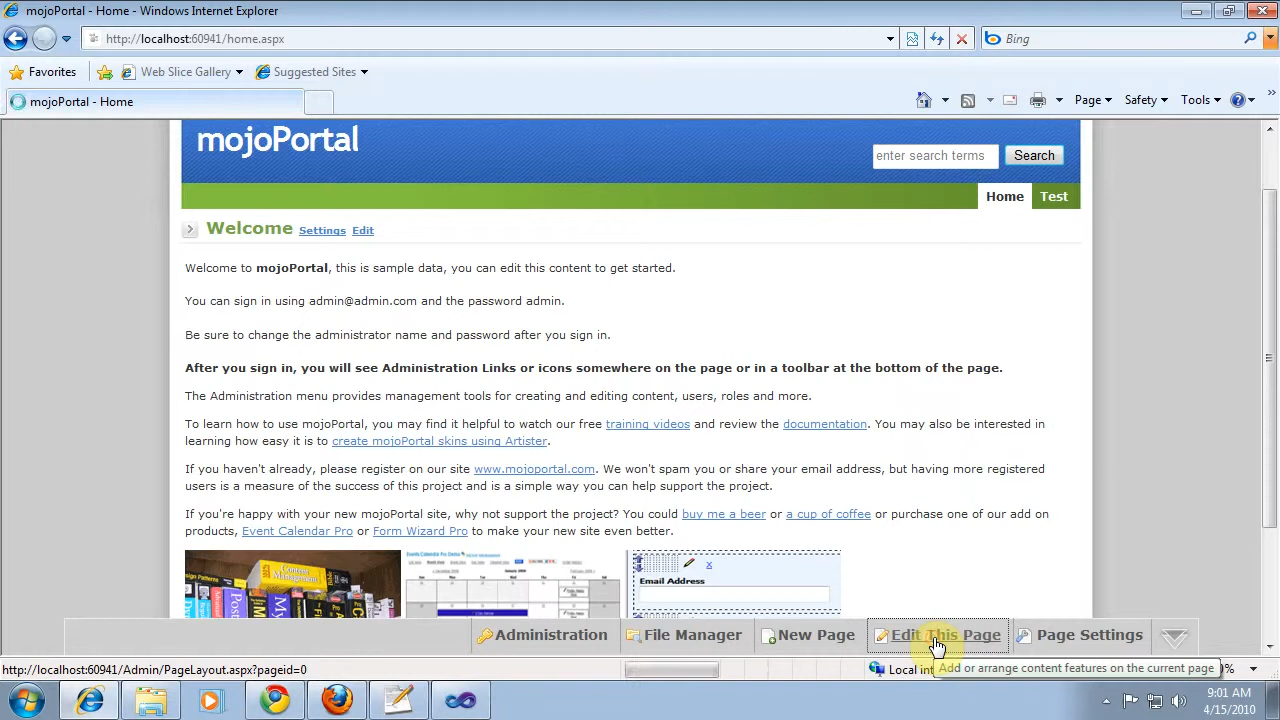 mojoPortal - Home - Windows Internet Explorer
http://localhost:60941/home.aspx
Bing
Favorites
Web Slice Gallery
Suggested Sites
mojoPortal - Home
Page
Safety
Tools
mojoPortal
enter search terms
Search
Home
Test
Welcome Settings Edit
Welcome to mojoPortal, this is sample data, you can edit this content to get started.
You can sign in using admin@admin.com and the password admin.
Be sure to change the administrator name and password after you sign in.
After you sign in, you will see Administration Links or icons somewhere on the page or in a toolbar at the bottom of the page.
The Administration menu provides management tools for creating and editing content, users, roles and more.
To learn how to use mojoPortal, you may find it helpful to watch our free training videos and review the documentation. You may also be interested in
learning how easy it is to create mojoPortal skins using Artister.
If you haven't already, please register on our site www.mojoportal.com. We won't spam you or share your email address, but having more registered
users is a measure of the success of this project and is a simple way you can help support the project.
If you're happy with your new mojoPortal site, why not support the project? You could buy me a beer or a cup of coffee or purchase one of our add on
products, Event Calendar Pro or Form Wizard Pro to make your new site even better.
Content
Management
Design Patterns
Event Calendar Pro Demo
Email Address
x
Administration
File Manager
New Page
Edit This Page
Page Settings
http://localhost:60941/Admin/PageLayout.aspx?pageid=0
Local in
Add or arrange content features on the current page
%
9:01 AM
4/15/2010